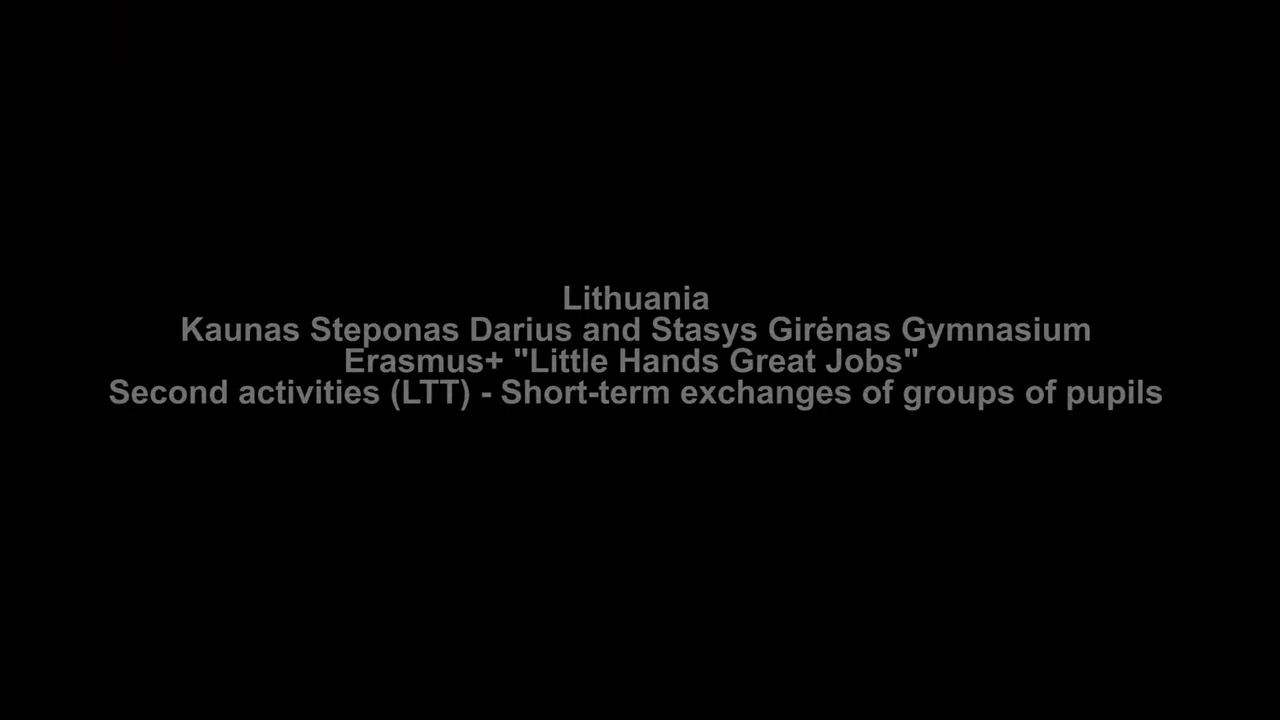 Lithuania
Kaunas Steponas Darius and Stasys Girėnas Gymnasium
Erasmus+ "Little Hands Great Jobs"
Second activities (LTT) - Short-term exchanges of groups of pupils